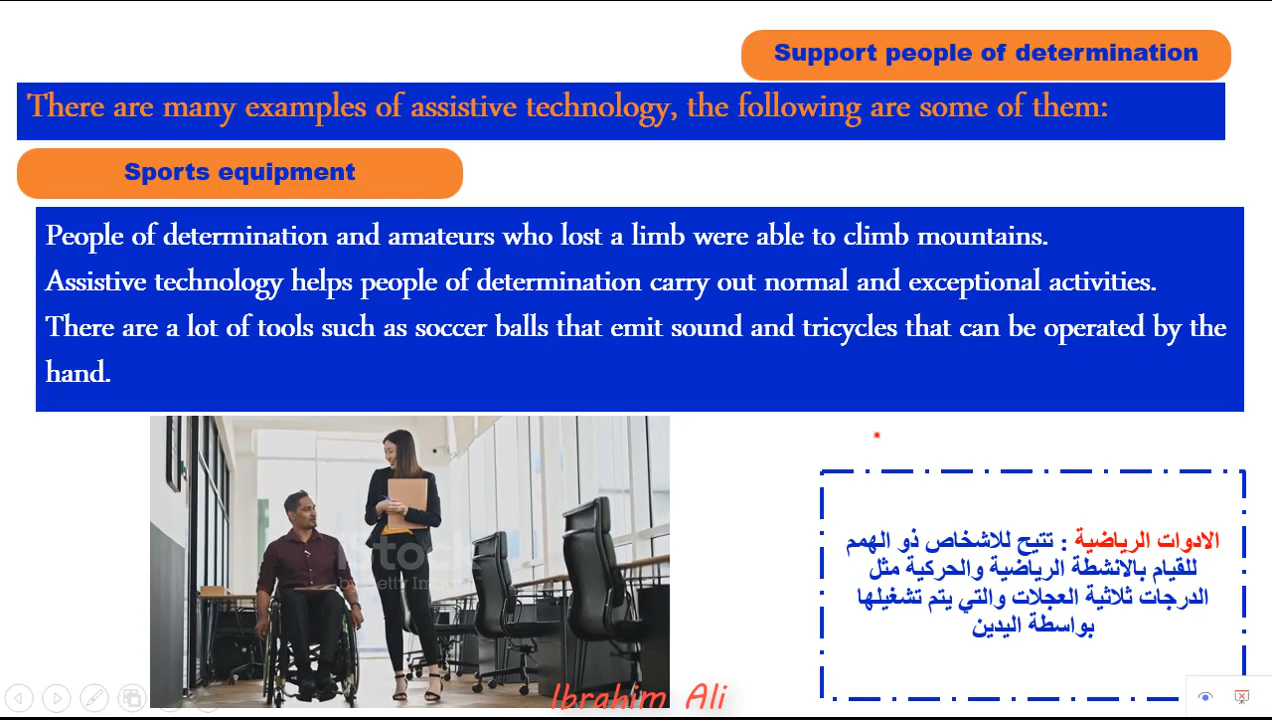 Support people of determination
There are many examples of assistive technology, the following are some of them:
Sports equipment
People of determination and amateurs who lost a limb were able to climb mountains.
Assistive technology helps people of determination carry out normal and exceptional activities.
There are a lot of tools such as soccer balls that emit sound and tricycles that can be operated by the
hand.
iStock
by Getty Im
الادوات الرياضية : تتيح للاشخاص ذو الهمم
للقيام بالانشطة الرياضية والحركية مثل
الدرجات ثلاثية العجلات والتي يتم تشغيلها
بواسطة اليدين
Ibrahim Ali